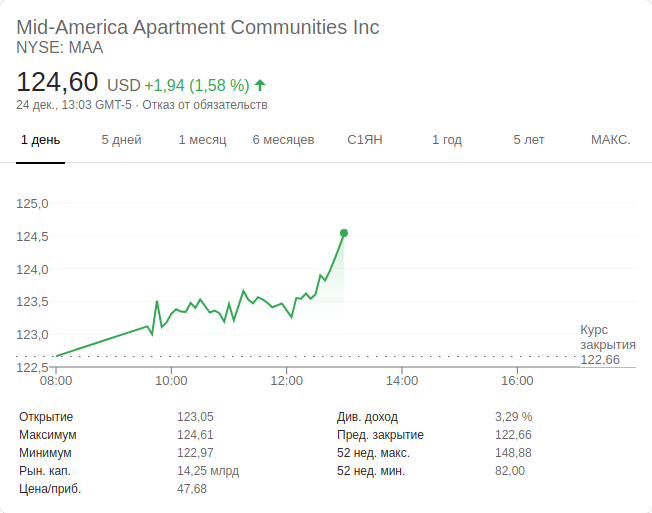 Mid-America Apartment Communities Inc
NYSE: MAA
124,60 USD +1,94 (1,58 %)
24 дек., 13:03 GMT-5 · Отказ от обязательств
1 день 5 дней 1 месяц 6 месяцев С1ЯН 1 год 5 лет МАКС.
125,0
124,5
124,0
123,5
123,0
122,5
Курс
закрытия
122,66
08:00 10:00 12:00 14:00 16:00
Открытие 123,05 Див. доход 3,29 %
Максимум 124,61 Пред. закрытие 122,66
Минимум 122,97 52 нед. макс. 148,88
Рын. кап. 14,25 млрд 52 нед. мин. 82,00
Цена/приб. 47,68